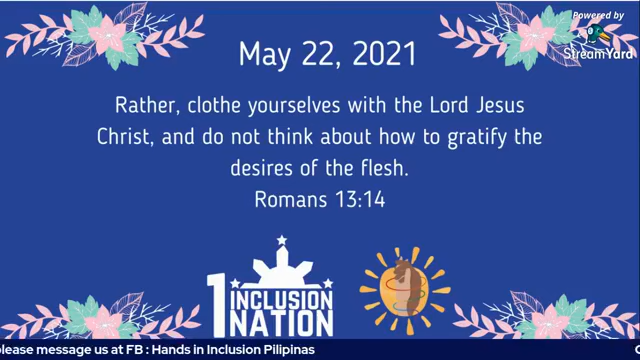 Powered by
StreamYard
May 22, 2021
Rather, clothe yourselves with the Lord Jesus
Christ, and do not think about how to gratify the
desires of the flesh.
Romans 13:14
1 INCLUSION
NATION
please message us at FB : Hands in Inclusion Pilipinas